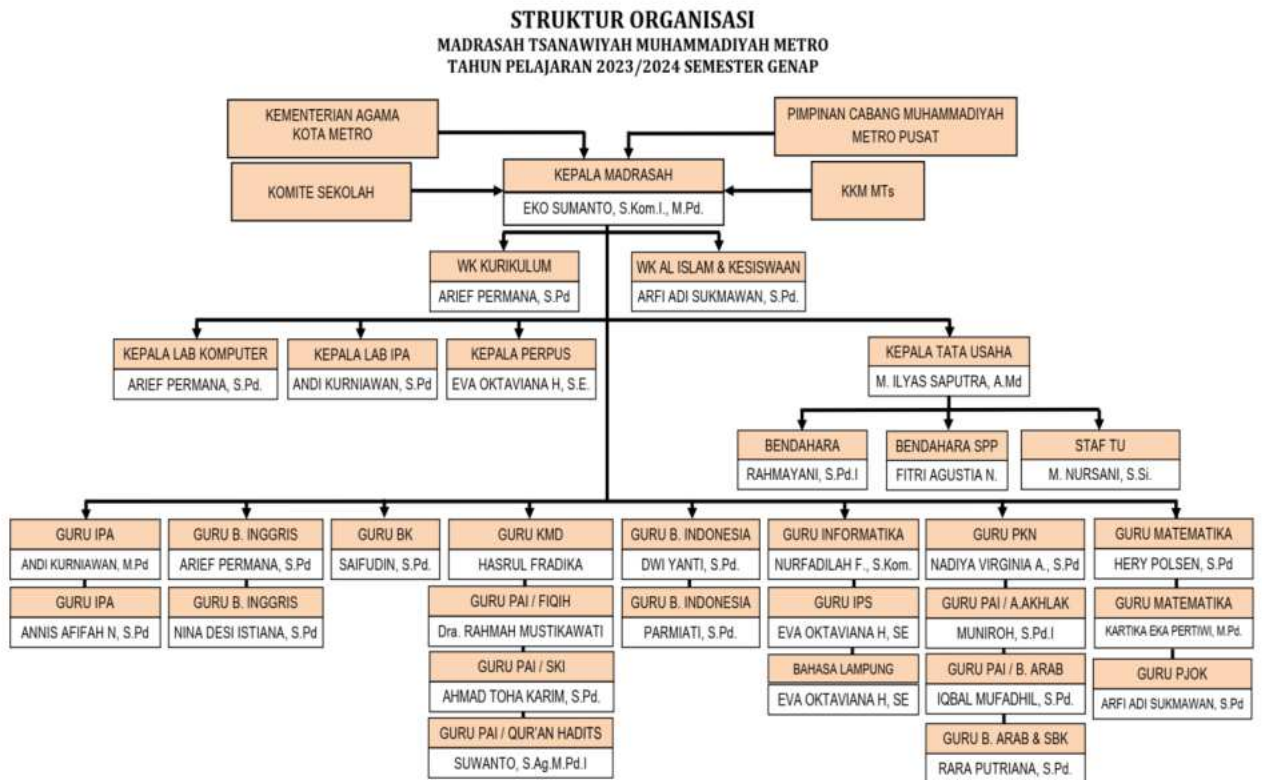 STRUKTUR ORGANISASI
MADRASAH TSANAWIYAH MUHAMMADIYAH METRO
TAHUN PELAJARAN 2023/2024 SEMESTER GENAP
KEMENTERIAN AGAMA
KOTA METRO
PIMPINAN CABANG MUHAMMADIYAH
METRO PUSAT
KOMITE SEKOLAH
KEPALA MADRASAH
EKO SUMANTO, S.Kom.I., M.Pd.
KKM MTs
WK KURIKULUM
ARIEF PERMANA, S.Pd
WK AL ISLAM & KESISWAAN
ARFI ADI SUKMAWAN, S.Pd.
KEPALA LAB KOMPUTER
ARIEF PERMANA, S.Pd.
KEPALA LAB IPA
ANDI KURNIAWAN, S.Pd
KEPALA PERPUS
EVA OKTAVIANA H, S.E.
KEPALA TATA USAHA
M. ILYAS SAPUTRA, A.Md
BENDAHARA
RAHMAYANI, S.Pd.I
BENDAHARA SPP
FITRI AGUSTIA N.
STAF TU
M. NURSANI, S.Si.
GURU IPA
ANDI KURNIAWAN, M.Pd
GURU IPA
ANNIS AFIFAH N, S.Pd
GURU B. INGGRIS
ARIEF PERMANA, S.Pd
GURU B. INGGRIS
NINA DESI ISTIANA, S.Pd
GURU BK
SAIFUDIN, S.Pd.
GURU KMD
HASRUL FRADIKA
GURU PAI / FIQIH
Dra. RAHMAH MUSTIKAWATI
GURU PAI / SKI
AHMAD TOHA KARIM, S.Pd.
GURU PAI / QUR'AN HADITS
SUWANTO, S.Ag.M.Pd.I
GURU B. INDONESIA
DWI YANTI, S.Pd.
GURU B. INDONESIA
PARMIATI, S.Pd.
GURU INFORMATIKA
NURFADILAH F., S.Kom.
GURU IPS
EVA OKTAVIANA H, SE
BAHASA LAMPUNG
EVA OKTAVIANA H, SE
GURU PKN
NADIYA VIRGINIA A., S.Pd
GURU PAI / A.AKHLAK
MUNIROH, S.Pd.I
GURU PAI / B. ARAB
IQBAL MUFADHIL, S.Pd.
GURU B. ARAB & SBK
RARA PUTRIANA, S.Pd.
GURU MATEMATIKA
HERY POLSEN, S.Pd
GURU MATEMATIKA
KARTIKA EKA PERTIWI, M.Pd.
GURU PJOK
ARFI ADI SUKMAWAN, S.Pd